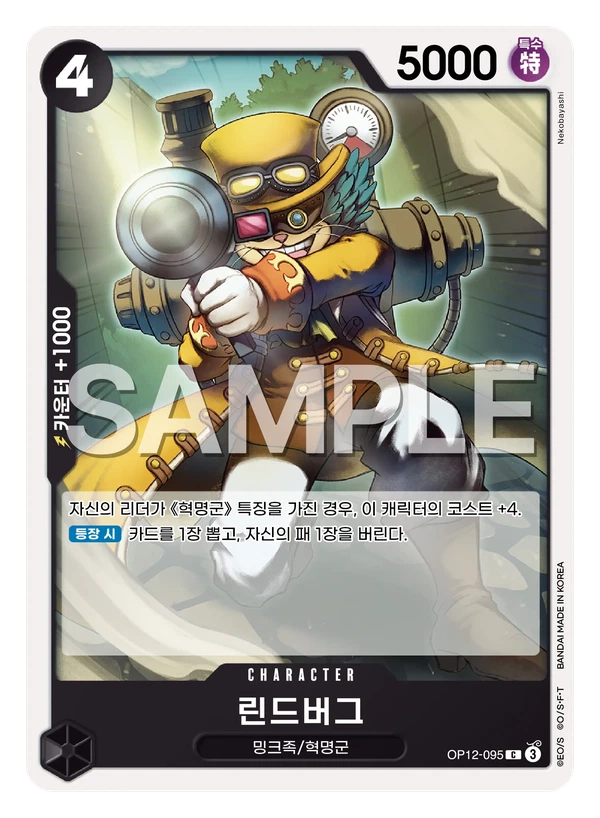 4
5000
특수
特
Nekobayashi
카운터 +1000
SAMPLE
자신의 리더가 《혁명군》 특징을 가진 경우, 이 캐릭터의 코스트 +4.
등장 시 카드를 1장 뽑고, 자신의 패 1장을 버린다.
BANDAI MADE IN KOREA
©EO/S ©O/S·F·T
CHARACTER
린드버그
밍크족/혁명군
OP12-095 C 3